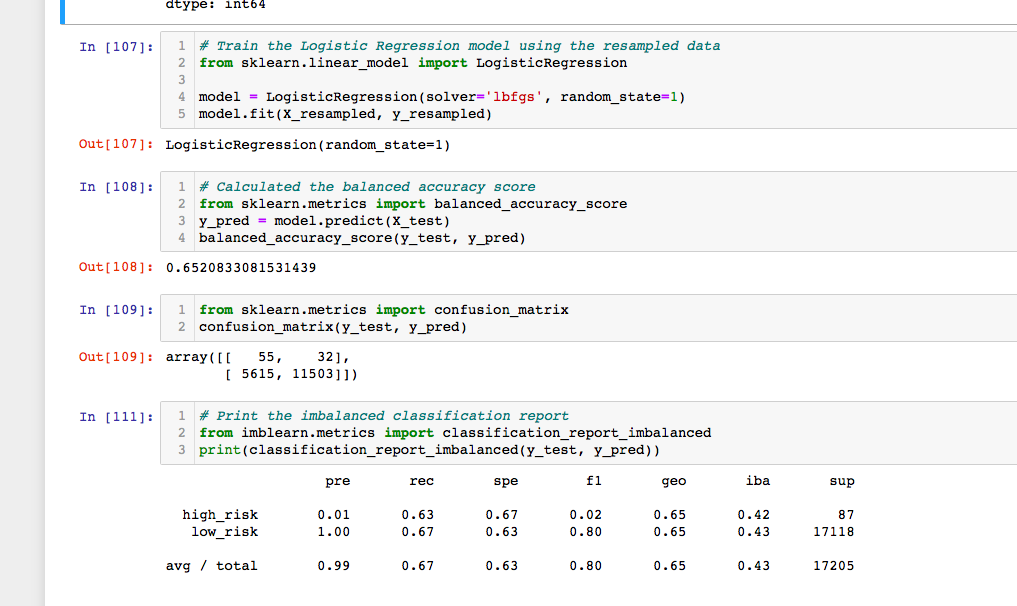 dtype: int64
In [107]:
1 # Train the Logistic Regression model using the resampled data
2 from sklearn.linear_model import LogisticRegression
3
4 model = LogisticRegression(solver='lbfgs', random_state=1)
5 model.fit(X_resampled, y_resampled)
Out[107]: LogisticRegression(random_state=1)
In [108]:
1 # Calculated the balanced accuracy score
2 from sklearn.metrics import balanced_accuracy_score
3 y_pred = model.predict(X_test)
4 balanced_accuracy_score(y_test, y_pred)
Out[108]: 0.6520833081531439
In [109]:
1 from sklearn.metrics import confusion_matrix
2 confusion_matrix(y_test, y_pred)
Out[109]: array([[ 55, 32],
[ 5615, 11503]])
In [111]:
1 # Print the imbalanced classification report
2 from imblearn.metrics import classification_report_imbalanced
3 print(classification_report_imbalanced(y_test, y_pred))
pre rec spe f1 geo iba sup
high_risk 0.01 0.63 0.67 0.02 0.65 0.42 87
low_risk 1.00 0.67 0.63 0.80 0.65 0.43 17118
avg / total 0.99 0.67 0.63 0.80 0.65 0.43 17205